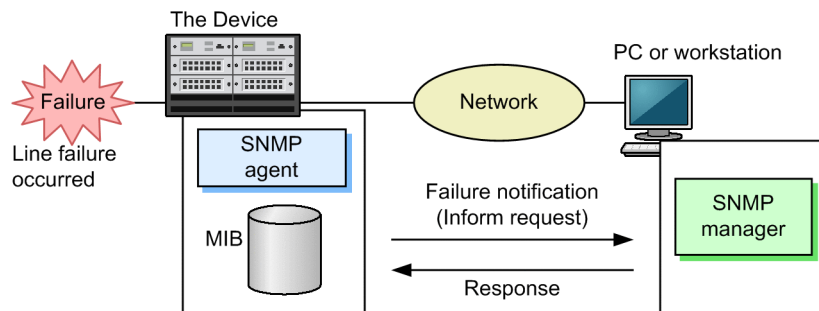 The Device
PC or workstation
Failure
Network
Line failure
occurred
SNMP
agent
Failure notification
(Inform request)
SNMP
manager
MIB
Response